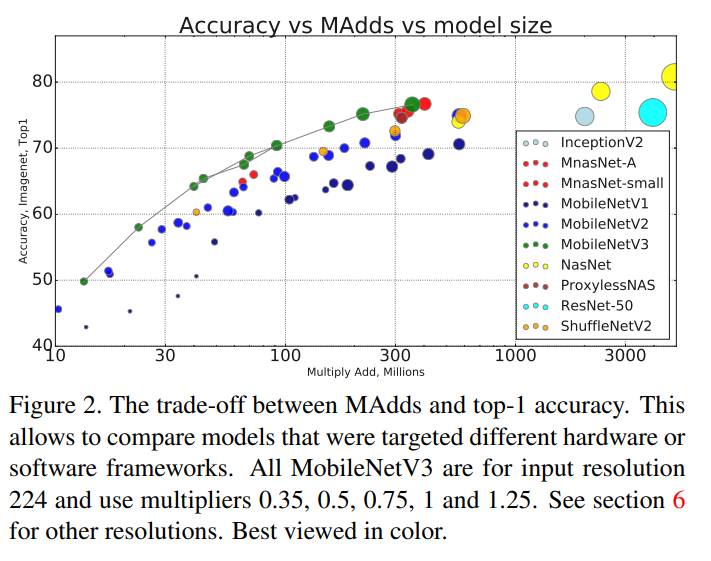 Accuracy vs MAdds vs model size
Accuracy, Imagenet, Top1
80
70
60
50
40
10
30
100
300
1000
3000
Multiply Add, Millions
InceptionV2
MnasNet-A
MnasNet-small
MobileNetV1
MobileNetV2
MobileNetV3
NasNet
ProxylessNAS
ResNet-50
ShuffleNetV2
Figure 2. The trade-off between MAdds and top-1 accuracy. This
allows to compare models that were targeted different hardware or
software frameworks. All MobileNetV3 are for input resolution
224 and use multipliers 0.35, 0.5, 0.75, 1 and 1.25. See section 6
for other resolutions. Best viewed in color.